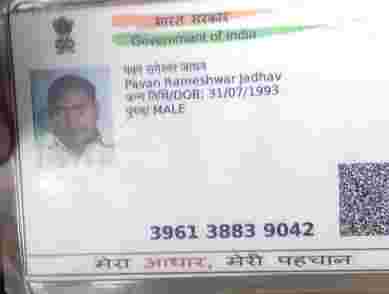 भारत सरकार
Government of India
पवन रामेश्वर जाधव
Pavan Rameshwar Jadhav
जन्म तिथि/DOB: 31/07/1993
पुरुष/ MALE
3961 3883 9042
मेरा आधार, मेरी पहचान